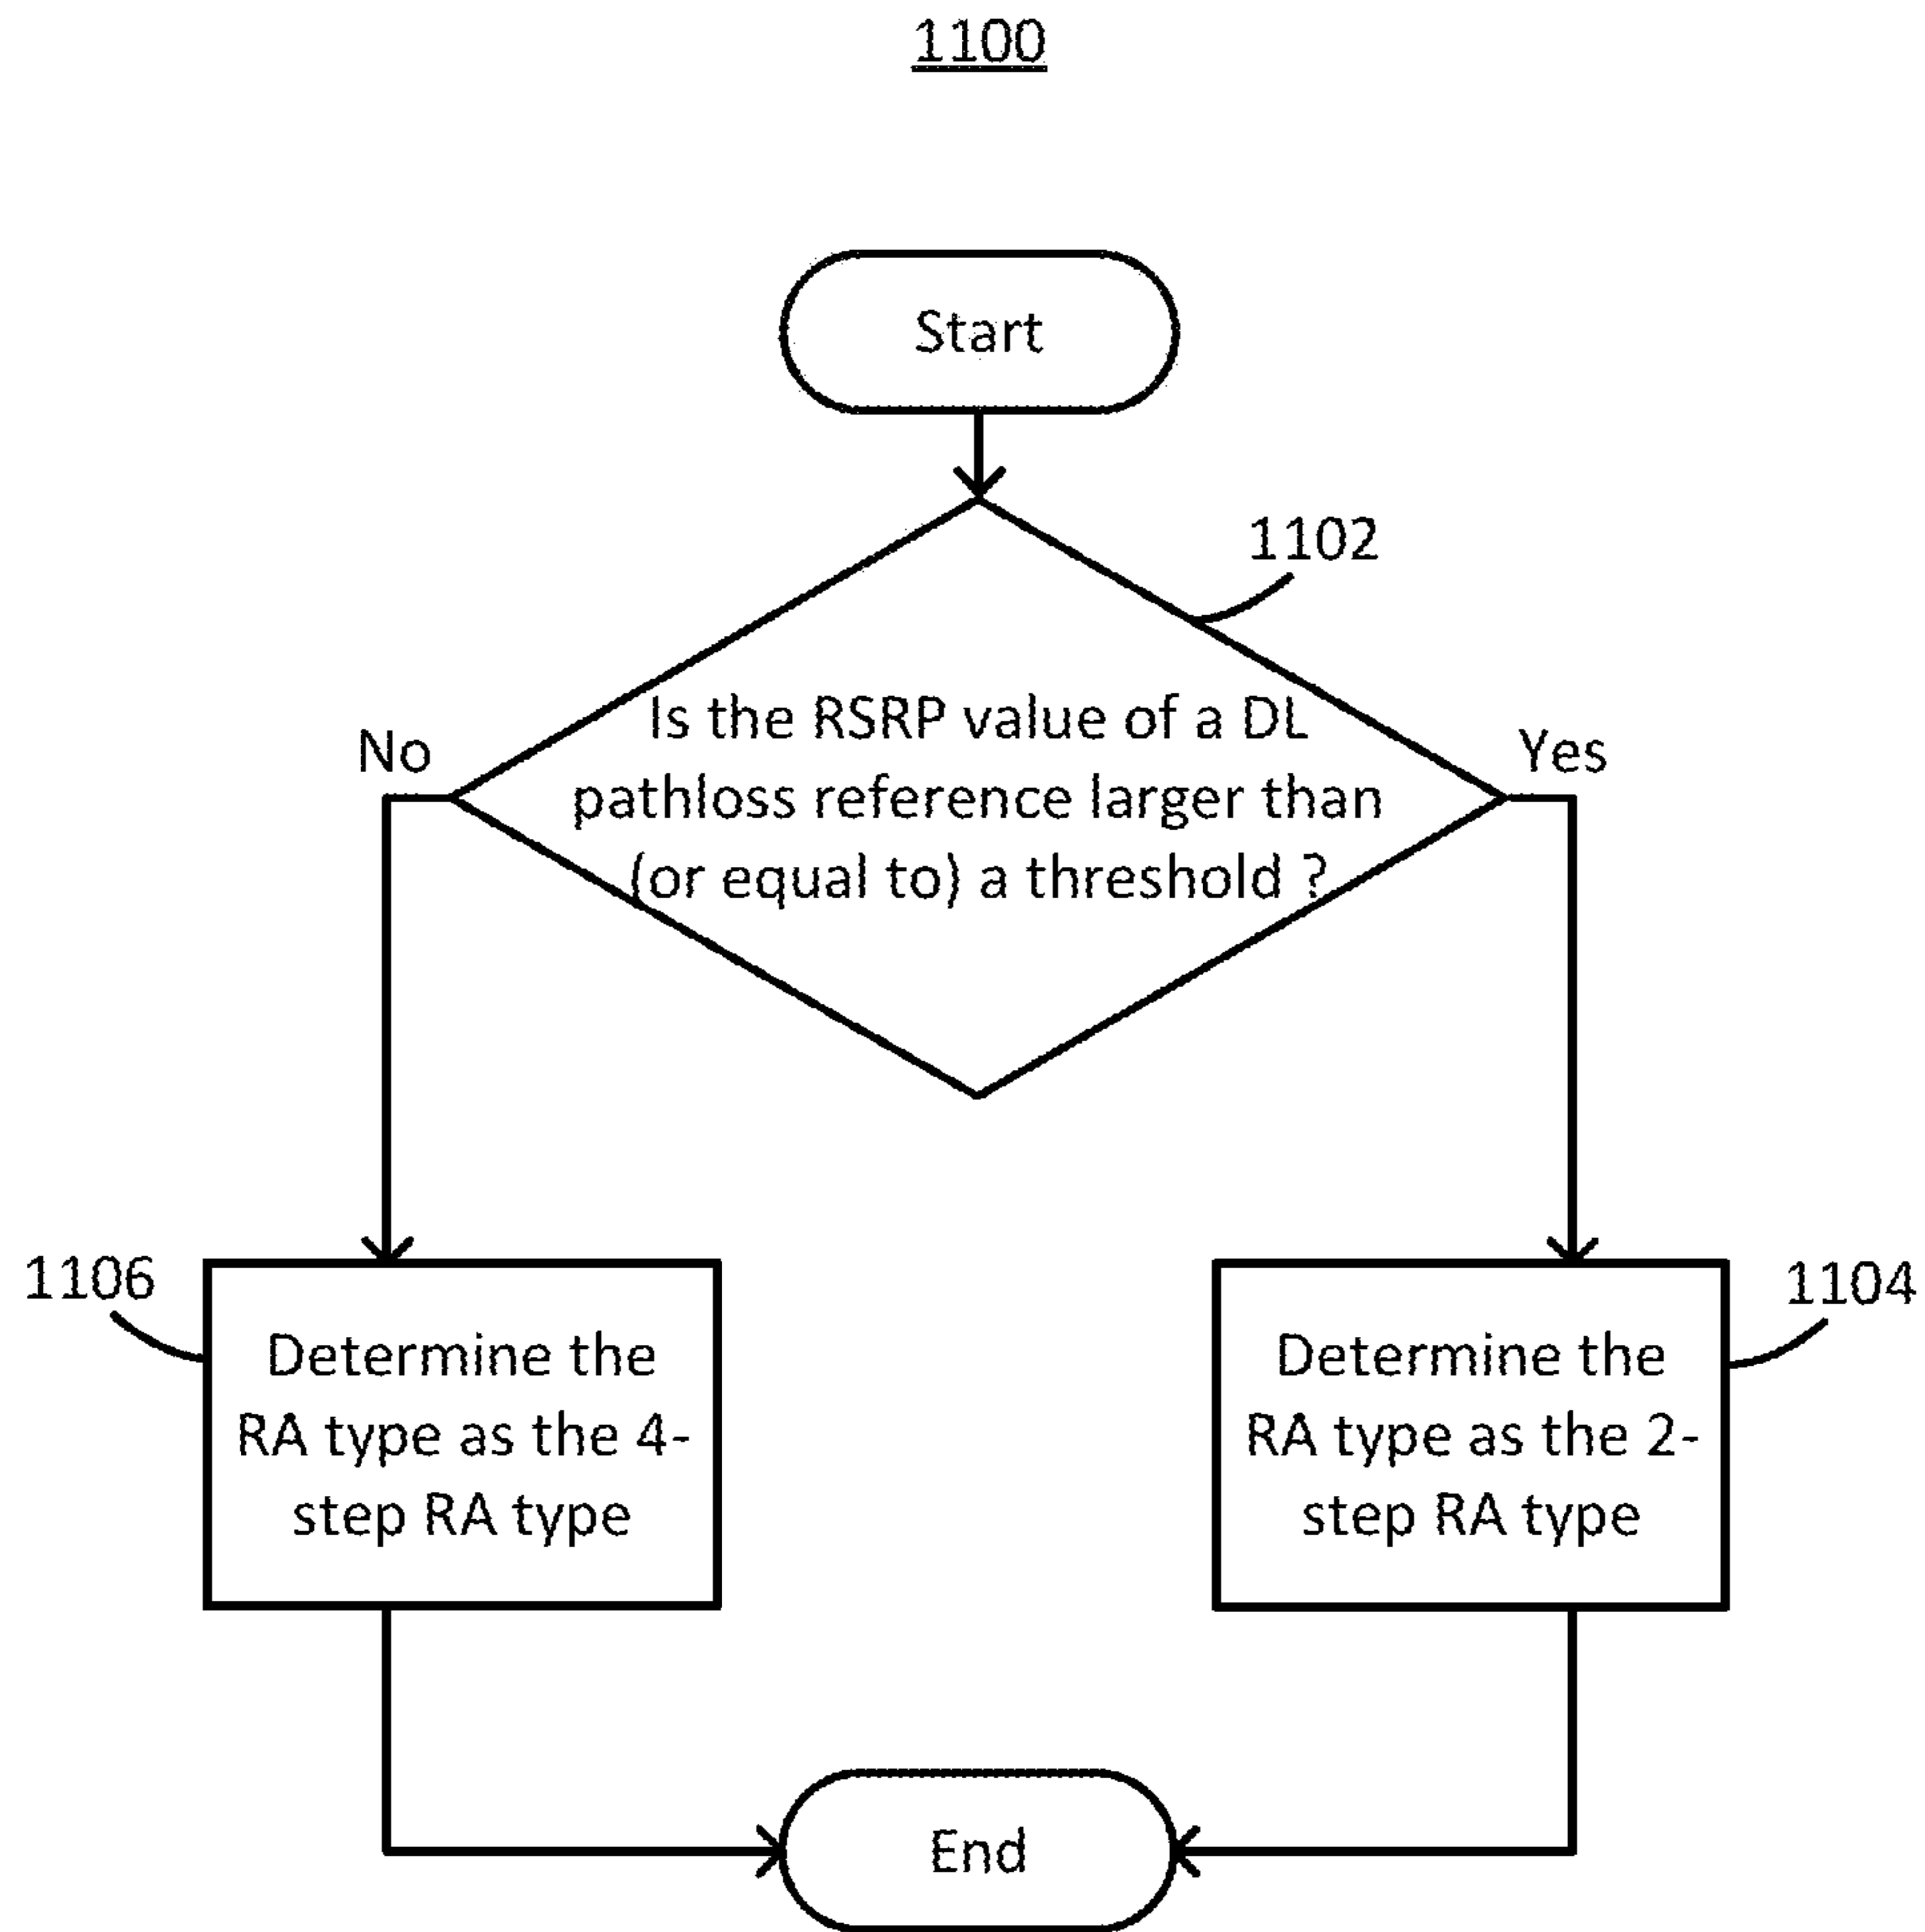 1100
Start
1102
Is the RSRP value of a DL
pathloss reference larger than
(or equal to) a threshold ?
No
Yes
1106
Determine the
RA type as the 4-
step RA type
1104
Determine the
RA type as the 2-
step RA type
End